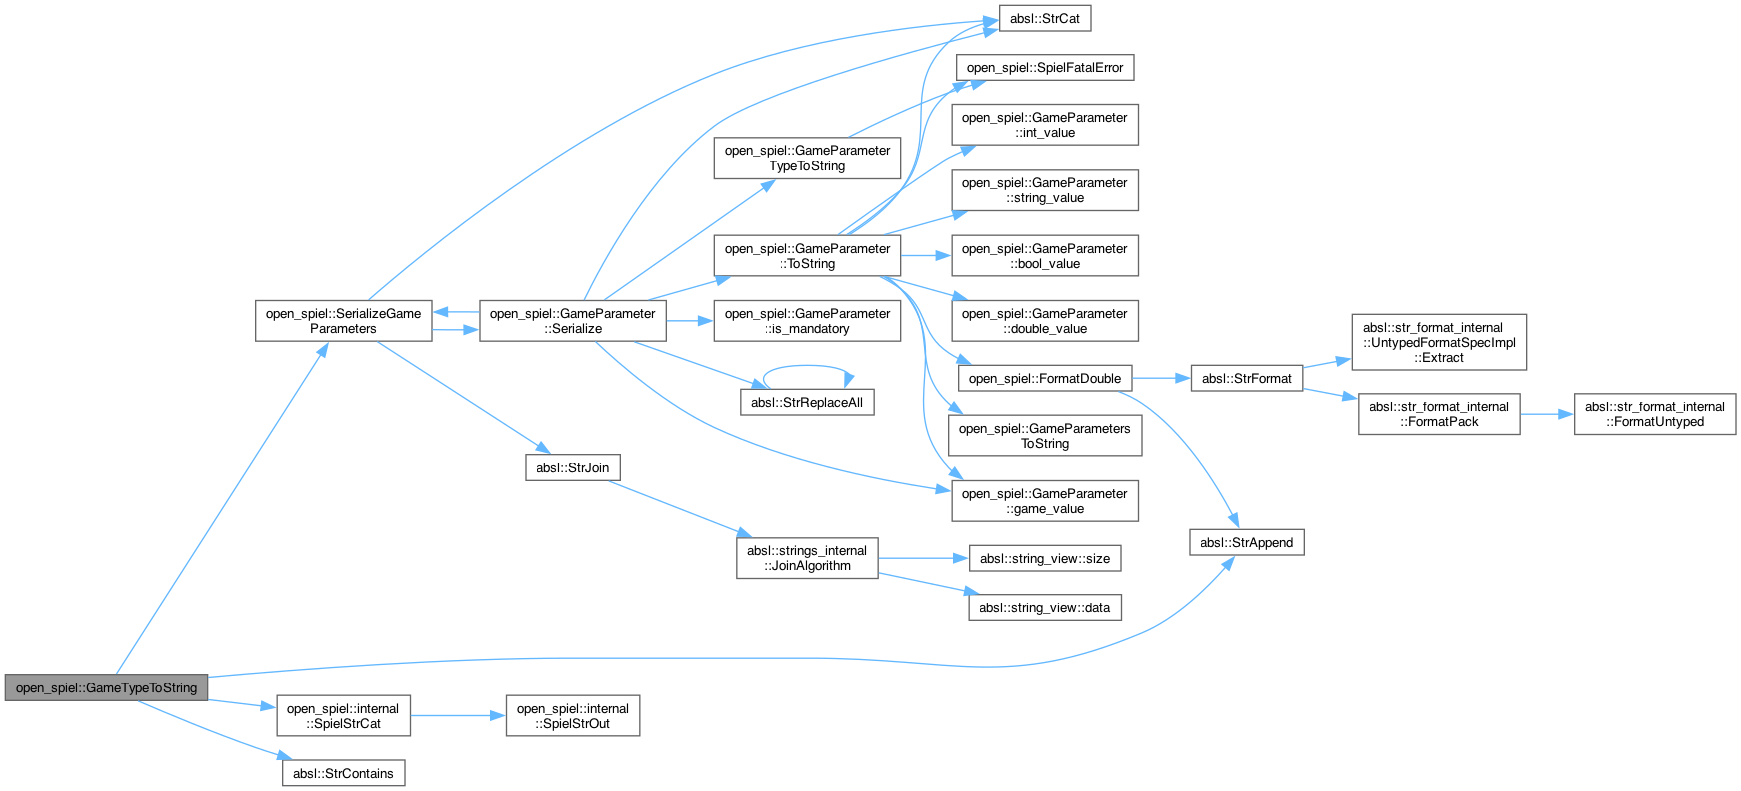 absl::StrCat
open_spiel::SpielFatalError
open_spiel::GameParameter
::int_value
open_spiel::GameParameter
TypeToString
open_spiel::GameParameter
::string_value
open_spiel::GameParameter
::ToString
open_spiel::GameParameter
::bool_value
open_spiel::SerializeGame
Parameters
open_spiel::GameParameter
::Serialize
open_spiel::GameParameter
::is_mandatory
open_spiel::GameParameter
::double_value
absl::str_format_internal
::UntypedFormatSpecImpl
::Extract
open_spiel::FormatDouble
absl::StrFormat
absl::StrReplaceAll
absl::str_format_internal
::FormatPack
absl::str_format_internal
::FormatUntyped
open_spiel::GameParameters
ToString
absl::StrJoin
open_spiel::GameParameter
::game_value
absl::StrAppend
absl::strings_internal
::JoinAlgorithm
absl::string_view::size
absl::string_view::data
open_spiel::GameTypeToString
open_spiel::internal
::SpielStrCat
open_spiel::internal
::SpielStrOut
absl::StrContains